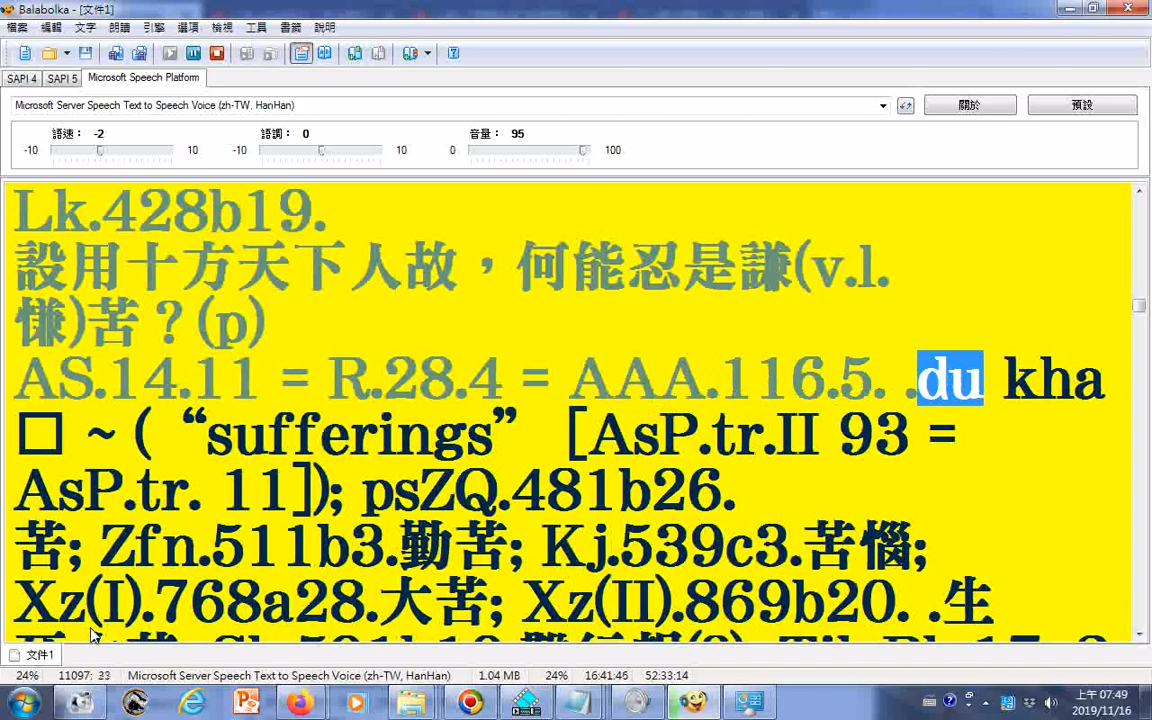 Balabolka - [文件1]
檔案 編輯 文字 朗讀 引擎 選項 檢視 工具 書籤 說明
SAPI 4 SAPI 5 Microsoft Speech Platform
Microsoft Server Speech Text to Speech Voice (zh-TW, HanHan) 關於 預設
語速： -2 語調： 0 音量： 95
-10 10 -10 10 0 100
Lk.428b19.
設用十方天下人故，何能忍是謙(v.l.
慊)苦？(p)
AS.14.11 = R.28.4 = AAA.116.5. .du kha
□ ~ ( “sufferings” [AsP.tr.II 93 =
AsP.tr. 11]); psZQ.481b26.
苦; Zfn.511b3.勤苦; Kj.539c3.苦惱;
Xz(I).768a28.大苦; Xz(II).869b20. .生
文件1
24% 11097: 33 Microsoft Server Speech Text to Speech Voice (zh-TW, HanHan) 1.04 MB 24% 16:41:46 52:33:14
上午 07:49
2019/11/16